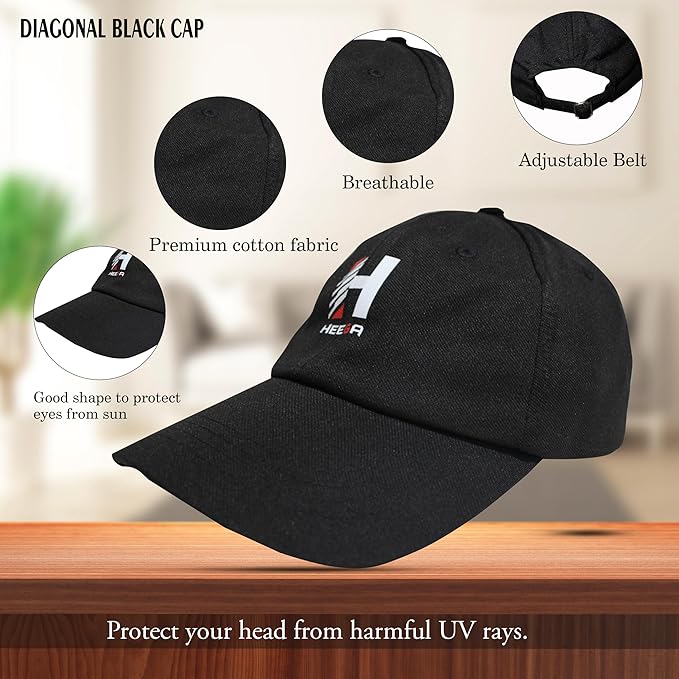 DIAGONAL BLACK CAP
Breathable
Adjustable Belt
Premium cotton fabric
H
HEEGA
Good shape to protect
eyes from sun
Protect your head from harmful UV rays.